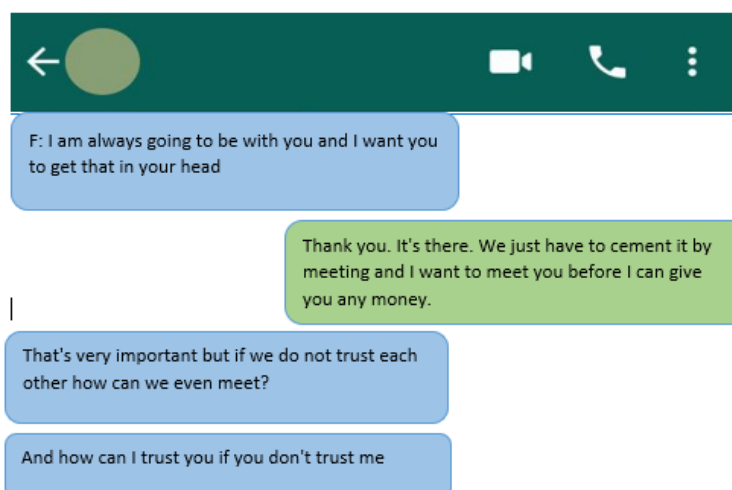 F: I am always going to be with you and I want you
to get that in your head
Thank you. It's there. We just have to cement it by
meeting and I want to meet you before I can give
you any money.
That's very important but if we do not trust each
other how can we even meet?
And how can I trust you if you don't trust me